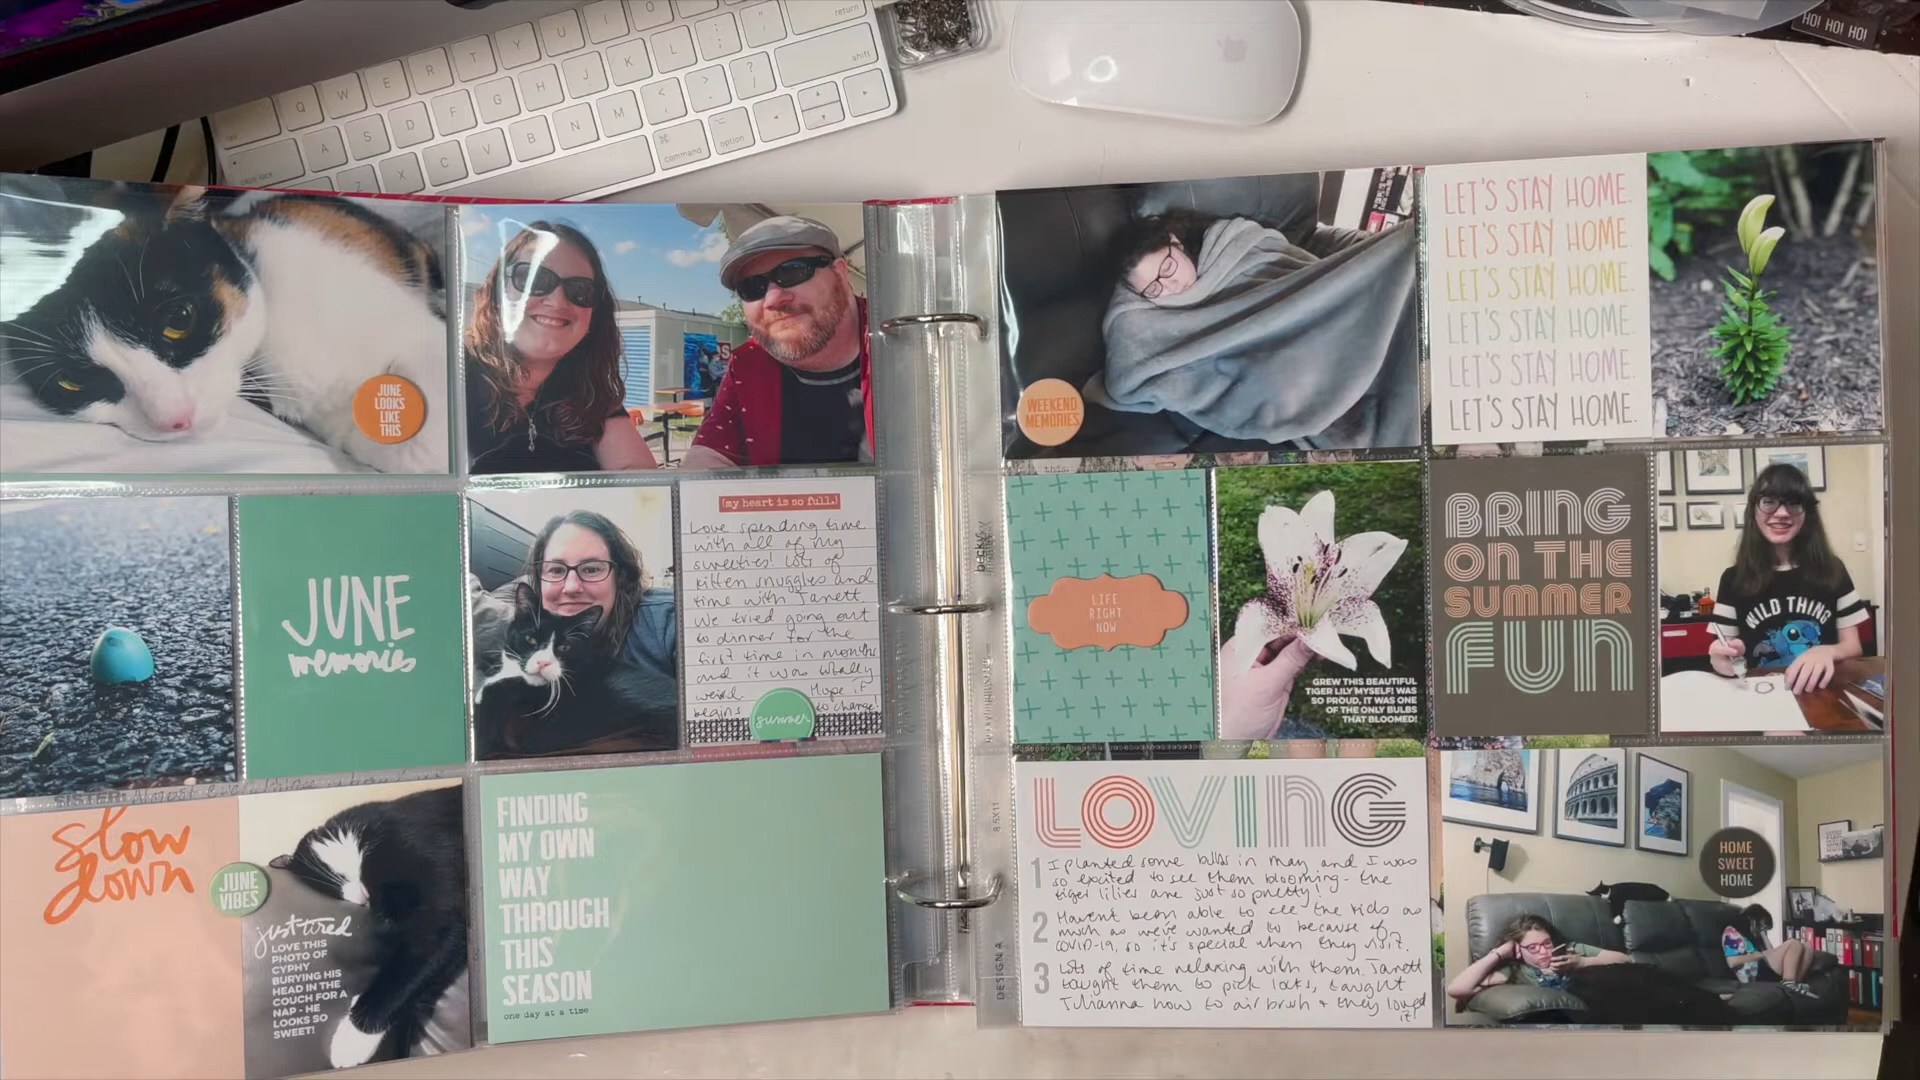 HO! HO! HO!
return
Q W E R T Y U I O
A S D F G H J K L
shift
Z X C V B N M
command
option
JUNE
LOOKS
LIKE
THIS
JUNE
memories
(my heart is so full.)
Love spending time
with all of my
sweeties! Lots of
kitten snuggles and
time with Janett
We tried going out
to dinner for the
first time in months
and it was totally
weird. Hope it
begins to change
summer
slow
down
JUNE
VIBES
just tired
LOVE THIS
PHOTO OF
CYPHY
BURYING HIS
HEAD IN THE
COUCH FOR A
NAP - HE
LOOKS SO
SWEET!
FINDING
MY OWN
WAY
THROUGH
THIS
SEASON
one day at a time
becky
8.5X11
DESIGN A
WEEKEND
MEMORIES
LET'S STAY HOME.
LET'S STAY HOME.
LET'S STAY HOME.
LET'S STAY HOME.
LET'S STAY HOME.
LET'S STAY HOME.
this
LIFE
RIGHT
NOW
GREW THIS BEAUTIFUL
TIGER LILY MYSELF! WAS
SO PROUD, IT WAS ONE
OF THE ONLY BULBS
THAT BLOOMED!
BRING
ON THE
SUMMER
FUN
WILD THING
LOVING
1 I planted some bulbs in May and I was
so excited to see them blooming - the
tiger lilies are just so pretty!
2 Haven't been able to see the kids as
much as we've wanted to because of
COVID-19, so it's special when they visit.
3 Lots of time relaxing with them. Janett
taught them to pick locks, taught
Julianna how to air brush + they loved
it!
HOME
SWEET
HOME